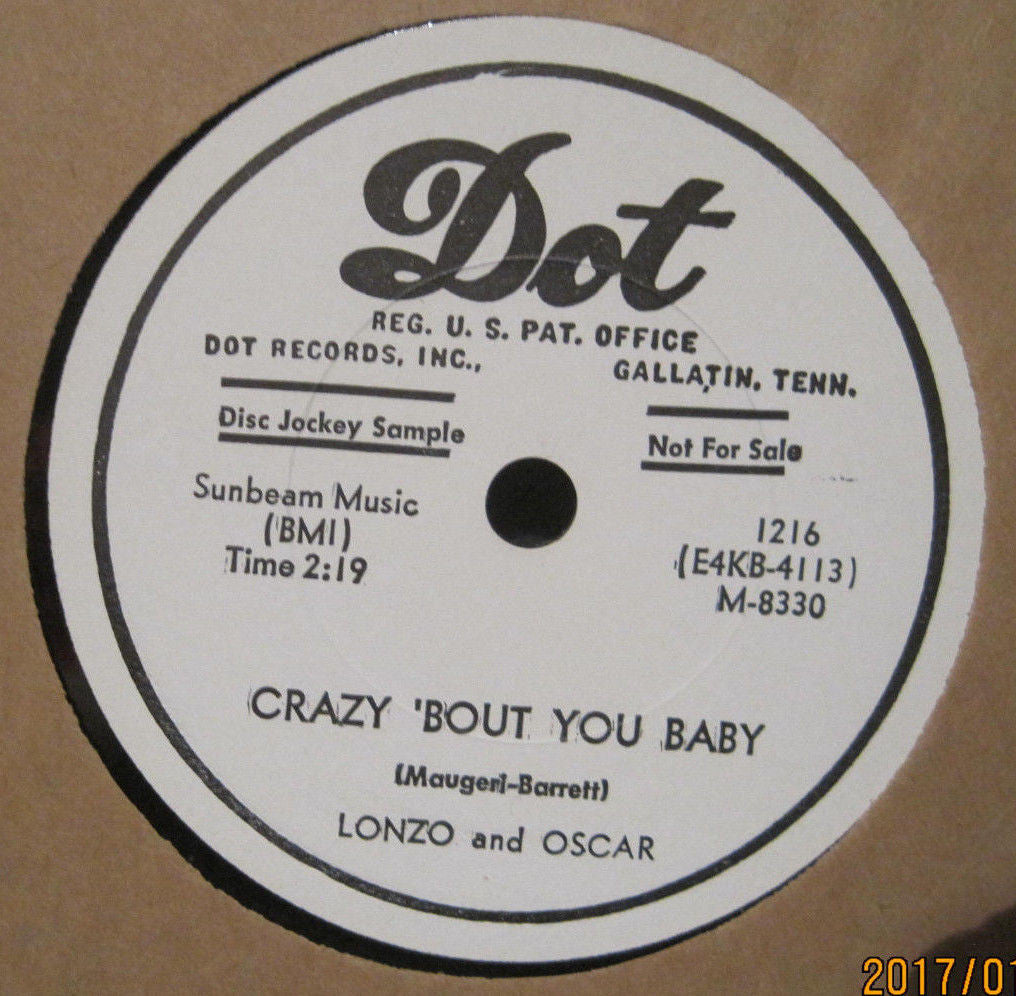 Dot
REG. U. S. PAT. OFFICE
DOT RECORDS, INC., GALLATIN, TENN.
Disc Jockey Sample
Not For Sale
Sunbeam Music
(BMI)
Time 2:19
1216
(E4KB-4113)
M-8330
CRAZY 'BOUT YOU BABY
(Maugeri-Barrett)
LONZO and OSCAR
2017/01